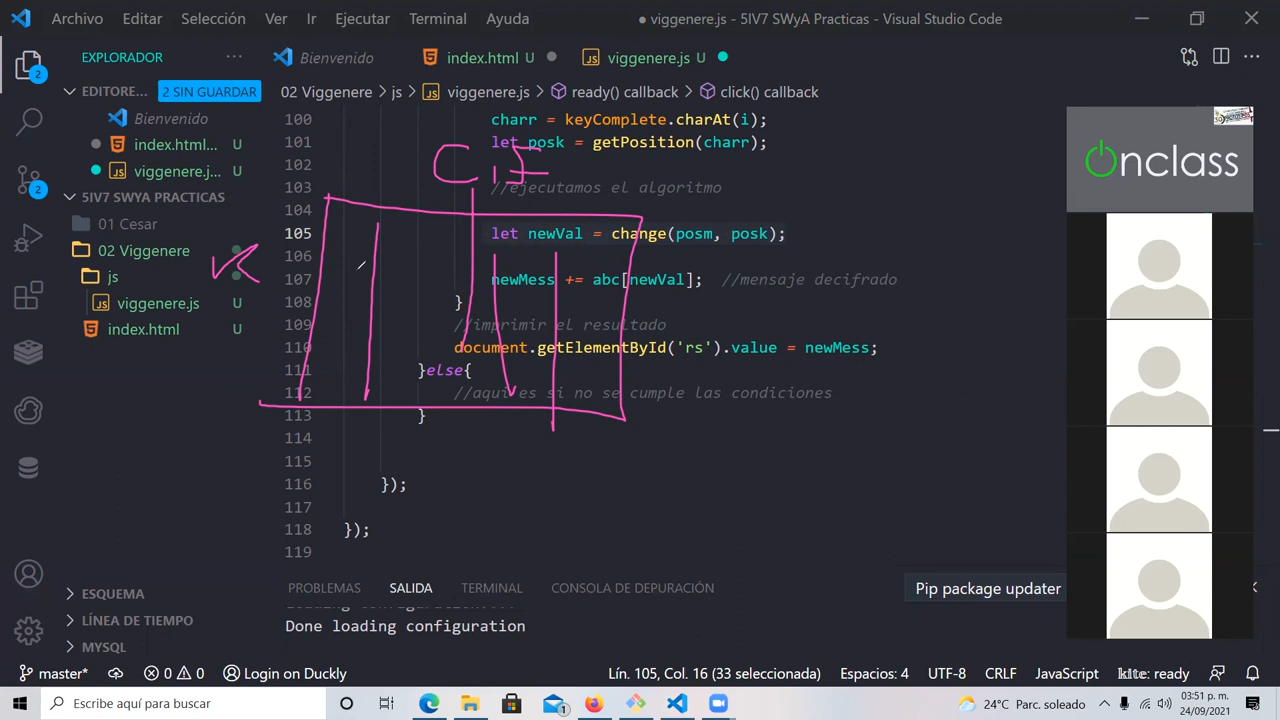 Archivo Editar Selección Ver Ir Ejecutar Terminal Ayuda
● viggenere.js - 5IV7 SWyA Practicas - Visual Studio Code
EXPLORADOR ···
Bienvenido index.html U ● viggenere.js U ●
EDITORE... 2 SIN GUARDAR
02 Viggenere > js > viggenere.js > ready() callback > click() callback
Bienvenido
index.html... U
viggenere.j... U
5IV7 SWYA PRACTICAS
01 Cesar
02 Viggenere
js
viggenere.js U
index.html U
100 charr = keyComplete.charAt(i);
101 let posk = getPosition(charr);
102
103 //ejecutamos el algoritmo
104
105 let newVal = change(posm, posk);
106
107 newMess += abc[newVal]; //mensaje decifrado
108 }
109 //imprimir el resultado
110 document.getElementById('rs').value = newMess;
111 }else{
112 //aqui es si no se cumple las condiciones
113 }
114
115
116 });
117
118 });
119
Onclass
ESQUEMA
LÍNEA DE TIEMPO
MYSQL
PROBLEMAS SALIDA TERMINAL CONSOLA DE DEPURACIÓN
Pip package updater
Done loading configuration
master* 0 0 Login on Duckly
Lín. 105, Col. 16 (33 seleccionada) Espacios: 4 UTF-8 CRLF JavaScript kite: ready
Escribe aquí para buscar
24°C Parc. soleado
03:51 p. m.
24/09/2021